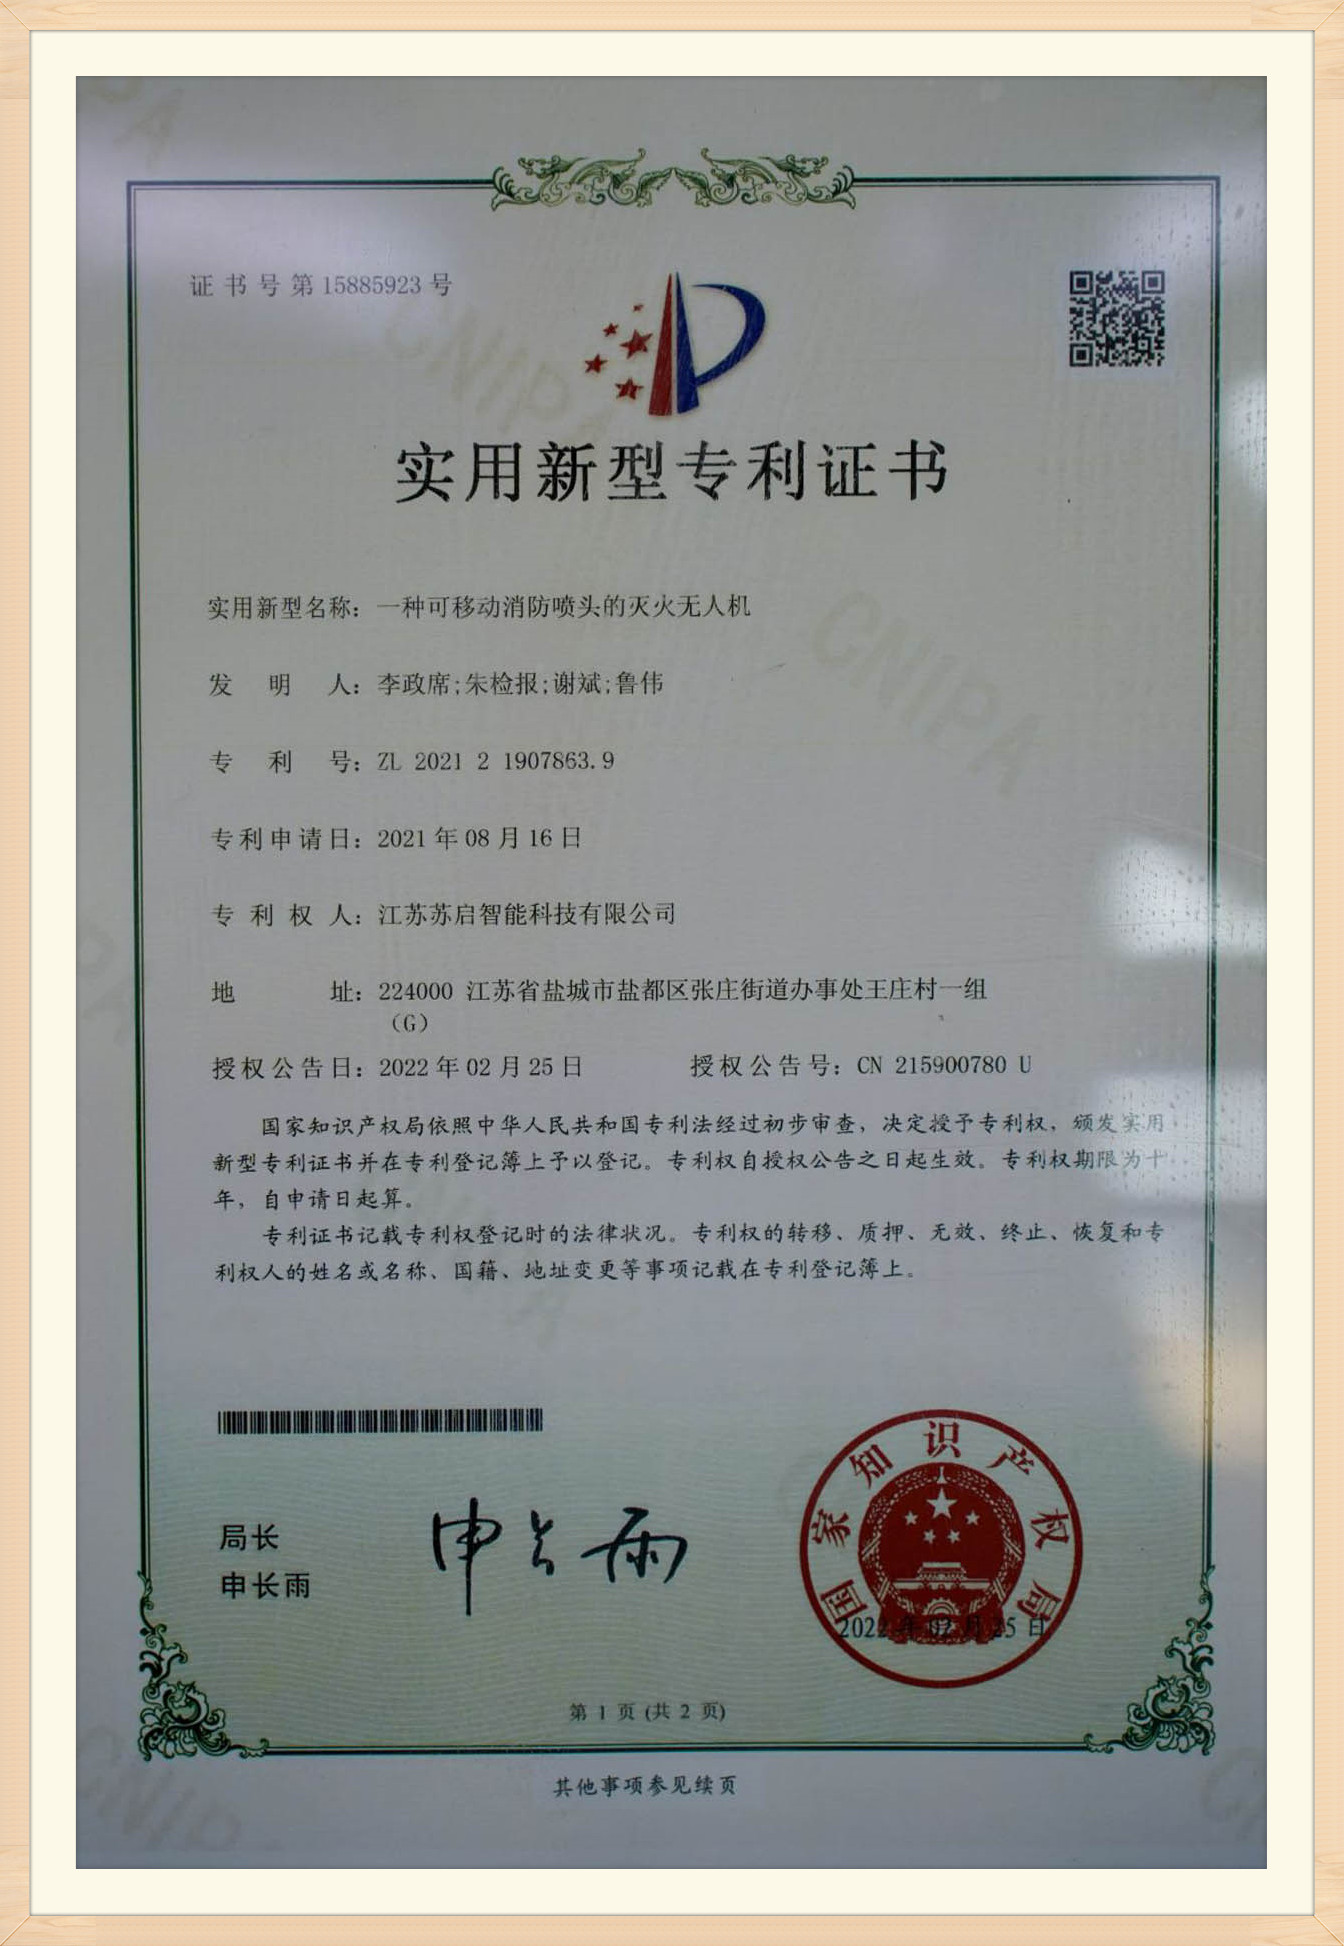 证书号第15885923号
实用新型专利证书
实用新型名称：一种可移动消防喷头的灭火无人机
发明人：李政席;朱检报;谢斌;鲁伟
专利号：ZL 2021 2 1907863.9
专利申请日：2021年08月16日
专利权人：江苏苏启智能科技有限公司
地址：224000 江苏省盐城市盐都区张庄街道办事处王庄村一组
（G）
授权公告日：2022年02月25日 授权公告号：CN 215900780 U
国家知识产权局依照中华人民共和国专利法经过初步审查，决定授予专利权，颁发实用
新型专利证书并在专利登记簿上予以登记。专利权自授权公告之日起生效。专利权期限为十
年，自申请日起算。
专利证书记载专利权登记时的法律状况。专利权的转移、质押、无效、终止、恢复和专
利权人的姓名或名称、国籍、地址变更等事项记载在专利登记簿上。
局长
申长雨
申长雨
国家知识产权局
2022年02月25日
第 1 页 (共 2 页)
其他事项参见续页
CNIPA
CNIPA